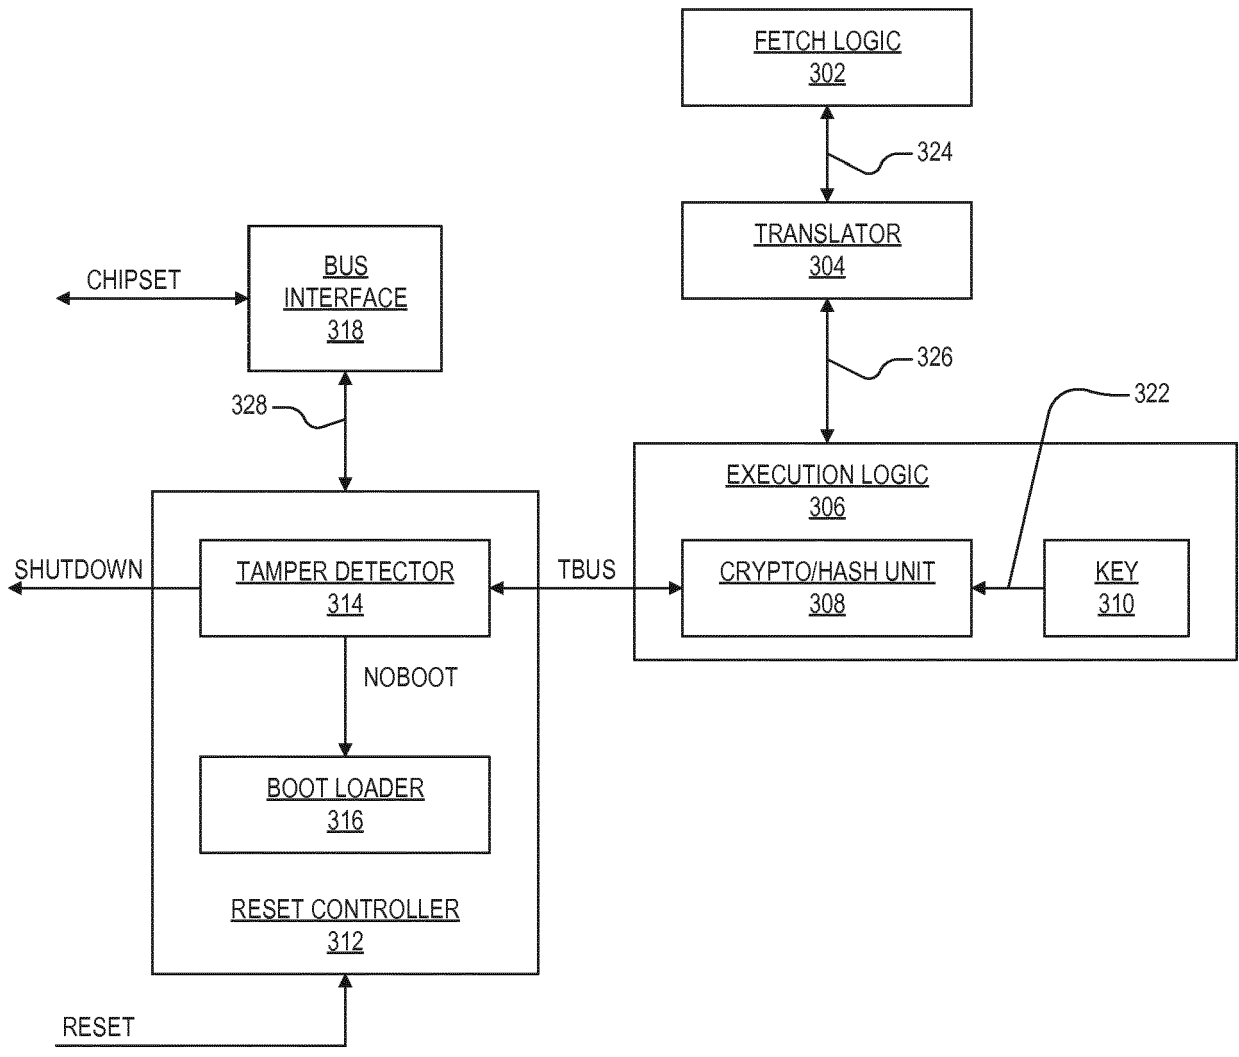 FETCH LOGIC
302
324
TRANSLATOR
304
BUS
INTERFACE
318
CHIPSET
326
328
322
EXECUTION LOGIC
306
SHUTDOWN
TAMPER DETECTOR
314
TBUS
CRYPTO/HASH UNIT
308
KEY
310
NOBOOT
BOOT LOADER
316
RESET CONTROLLER
312
RESET